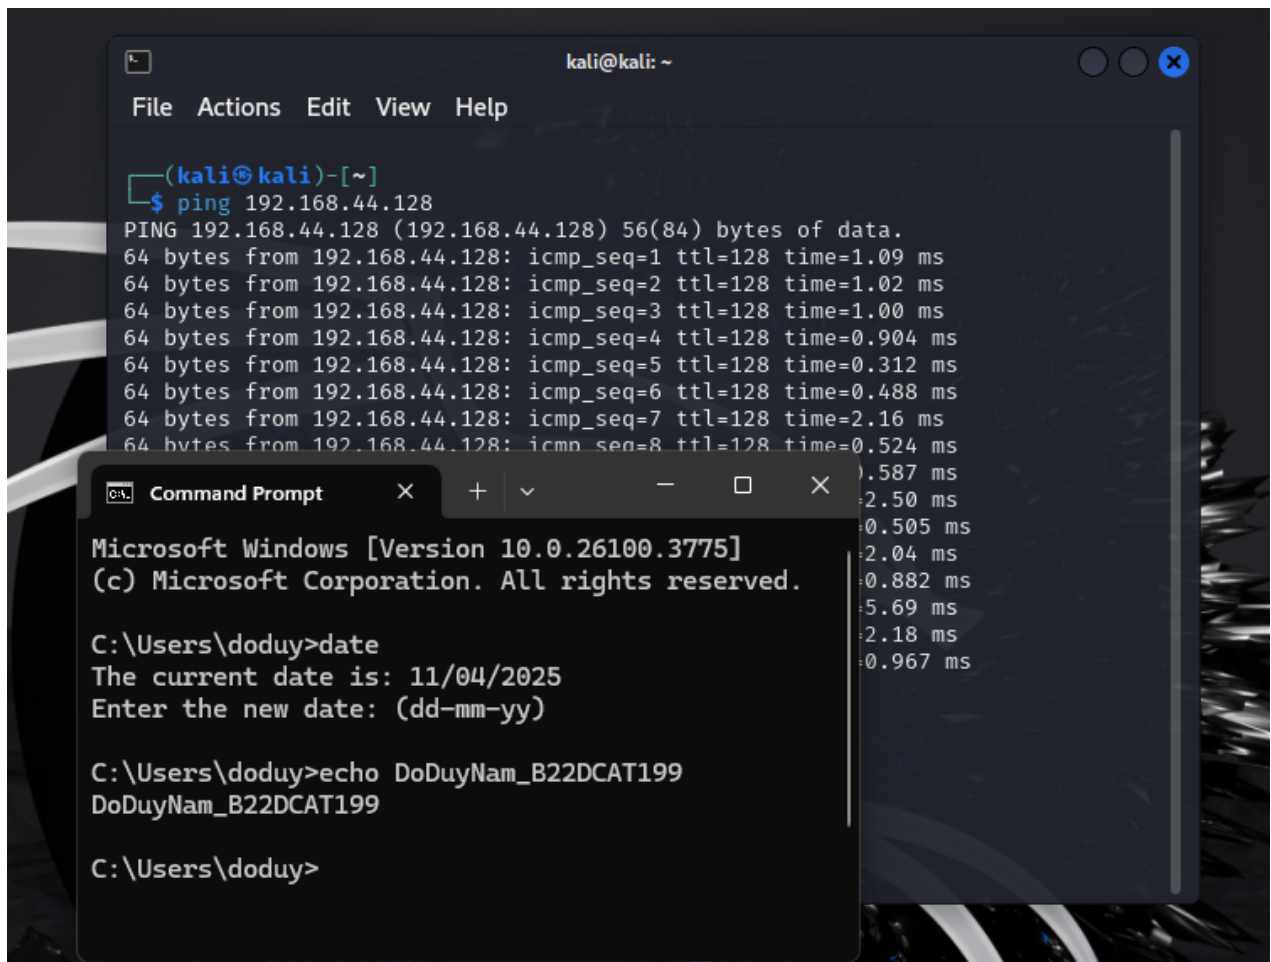 kali@kali: ~
File Actions Edit View Help
┌──(kali㉿kali)-[~]
└─$ ping 192.168.44.128
PING 192.168.44.128 (192.168.44.128) 56(84) bytes of data.
64 bytes from 192.168.44.128: icmp_seq=1 ttl=128 time=1.09 ms
64 bytes from 192.168.44.128: icmp_seq=2 ttl=128 time=1.02 ms
64 bytes from 192.168.44.128: icmp_seq=3 ttl=128 time=1.00 ms
64 bytes from 192.168.44.128: icmp_seq=4 ttl=128 time=0.904 ms
64 bytes from 192.168.44.128: icmp_seq=5 ttl=128 time=0.312 ms
64 bytes from 192.168.44.128: icmp_seq=6 ttl=128 time=0.488 ms
64 bytes from 192.168.44.128: icmp_seq=7 ttl=128 time=2.16 ms
64 bytes from 192.168.44.128: icmp_seq=8 ttl=128 time=0.524 ms
.587 ms
2.50 ms
0.505 ms
2.04 ms
0.882 ms
5.69 ms
2.18 ms
0.967 ms
Command Prompt
Microsoft Windows [Version 10.0.26100.3775]
(c) Microsoft Corporation. All rights reserved.
C:\Users\doduy>date
The current date is: 11/04/2025
Enter the new date: (dd-mm-yy)
C:\Users\doduy>echo DoDuyNam_B22DCAT199
DoDuyNam_B22DCAT199
C:\Users\doduy>